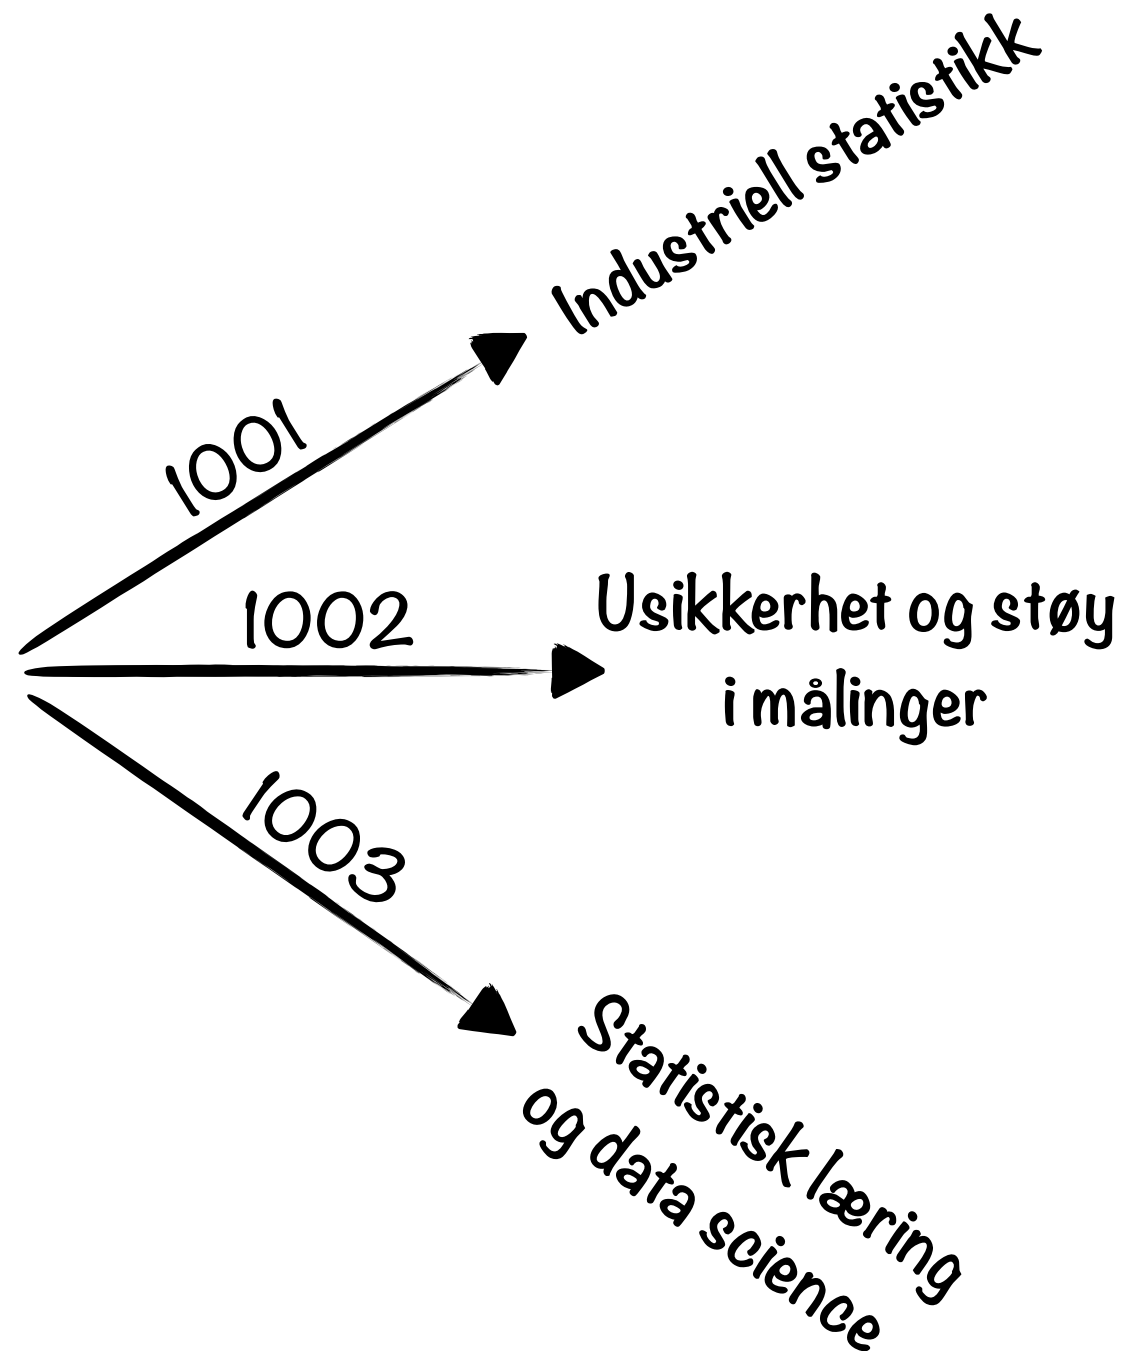 1001
Industriell statistikk
1002
Usikkerhet og støy
i målinger
1003
Statistisk læring
og data science